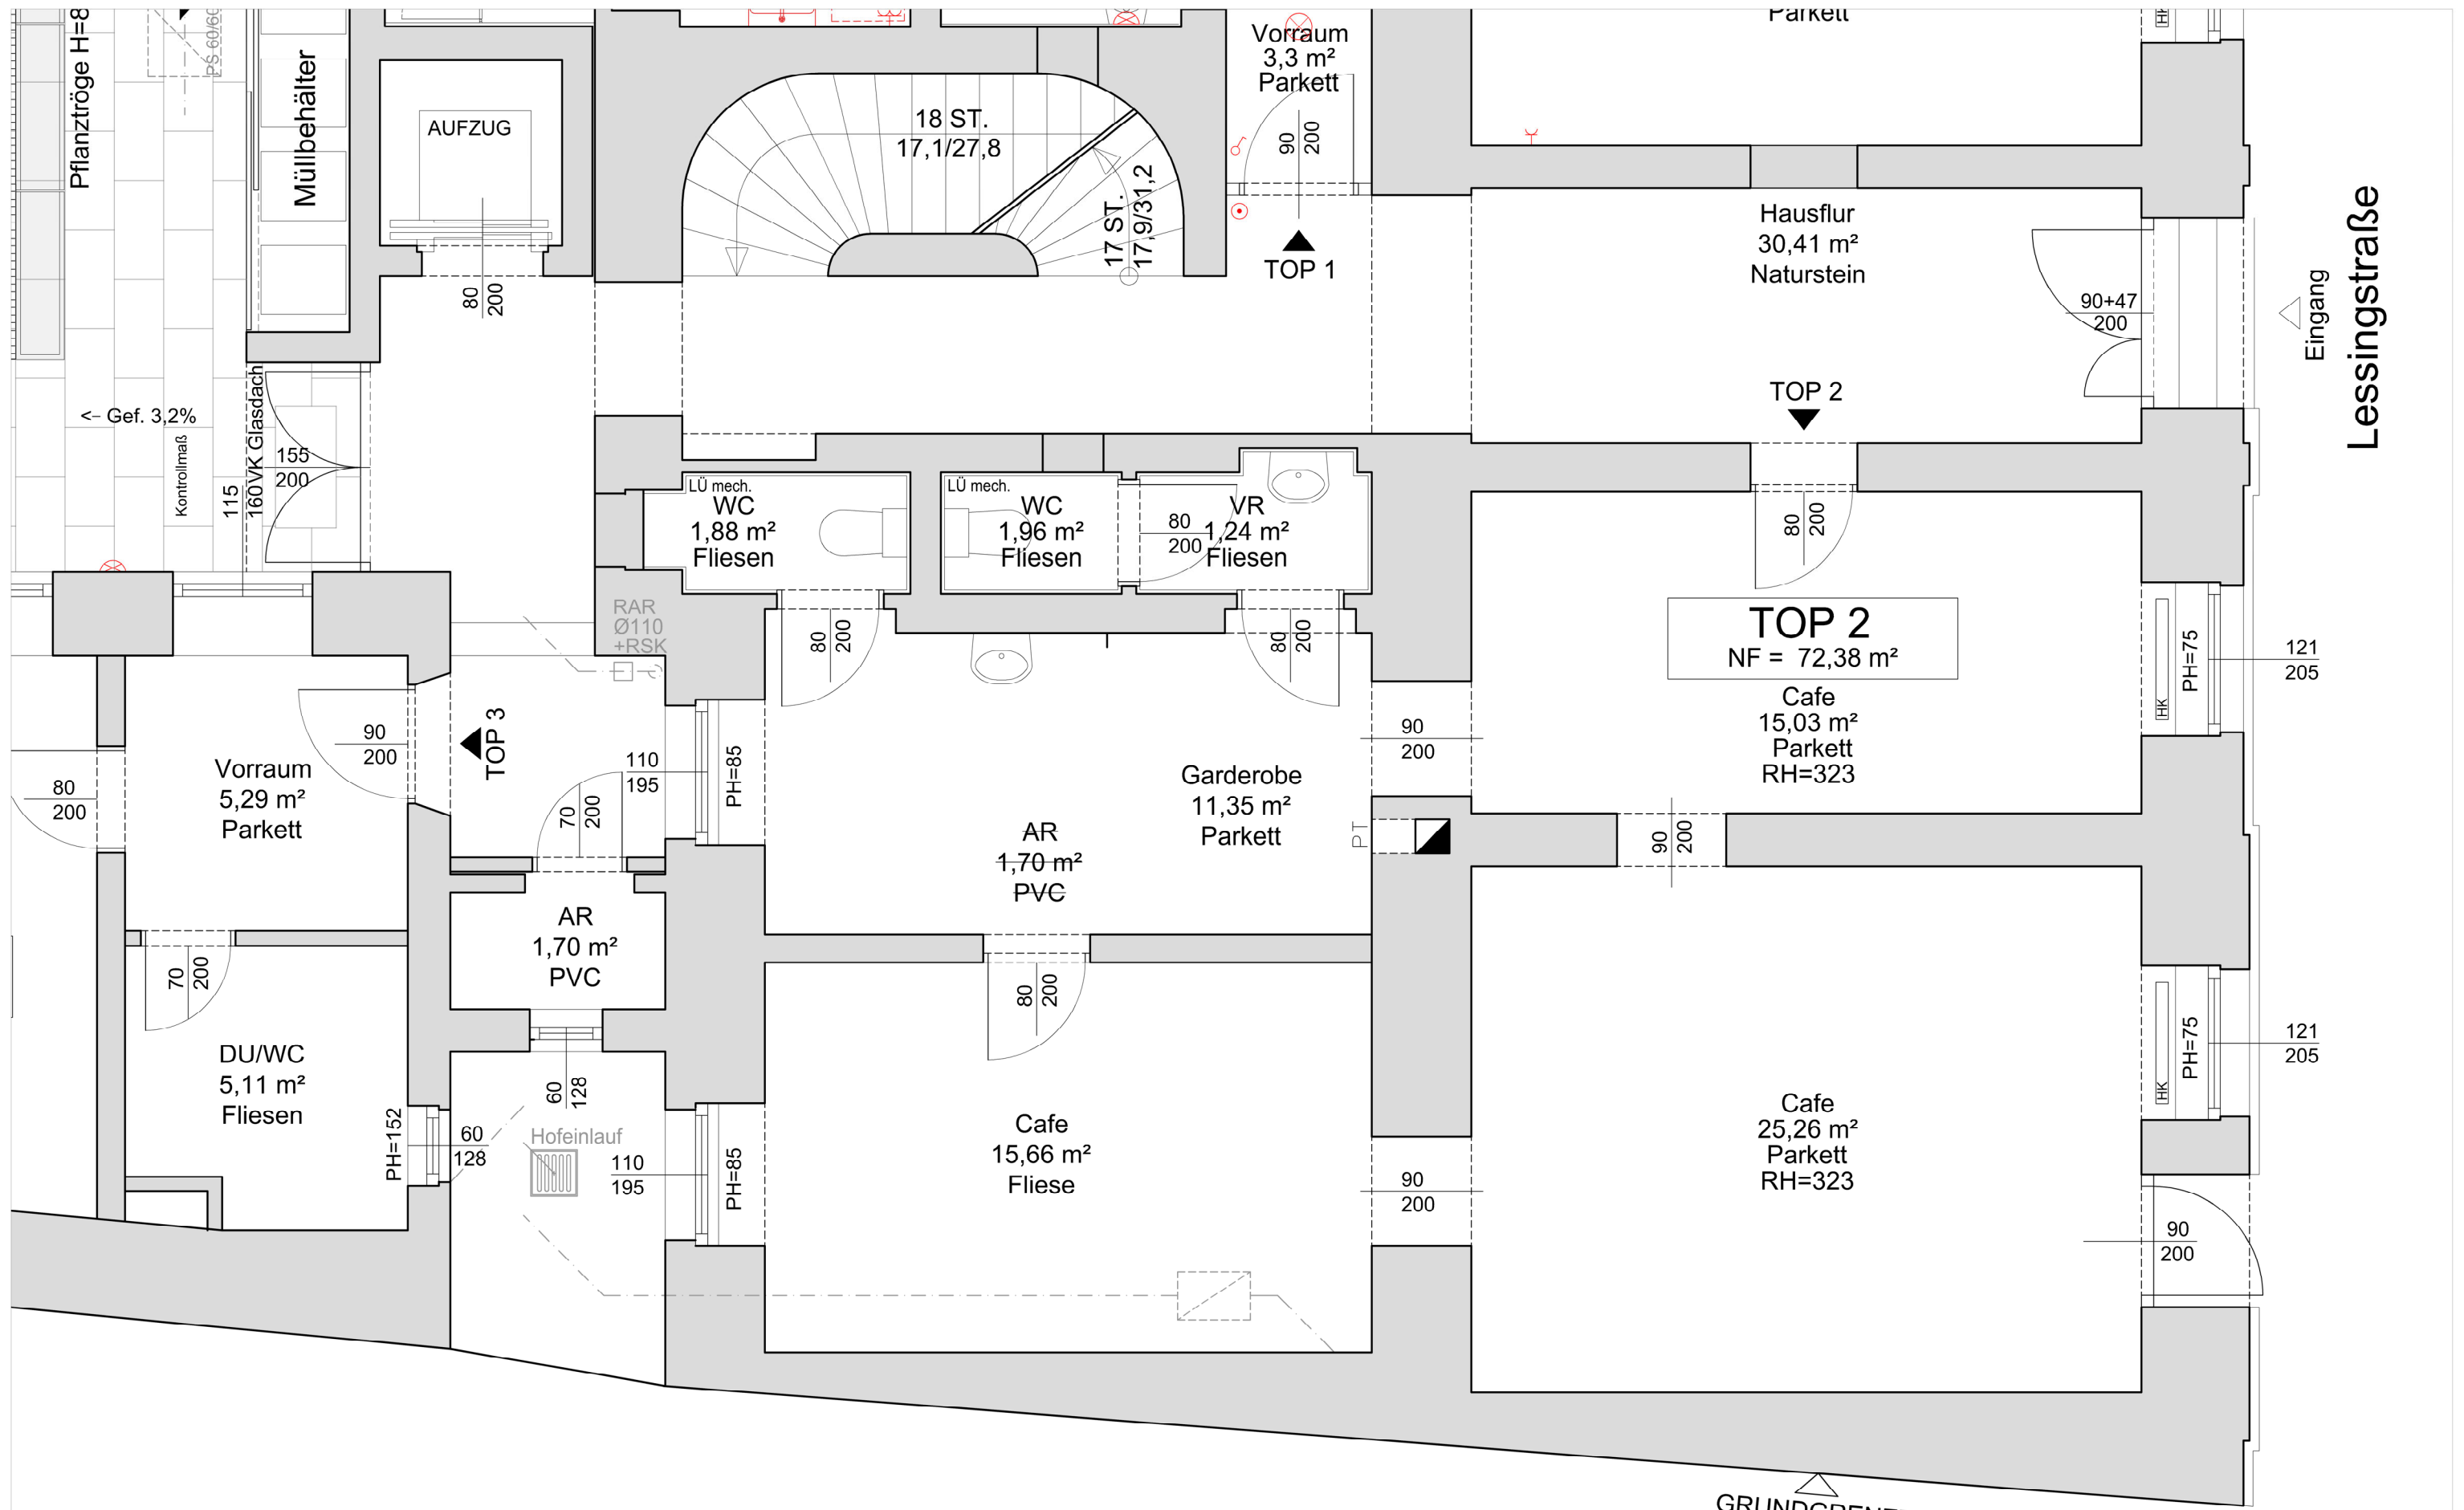 Pflanztröge H=8
PS 60/60
Müllbehälter
AUFZUG
80
200
18 ST.
17,1/27,8
17 ST.
17,9/31,2
Vorraum
3,3 m²
Parkett
90
200
TOP 1
Parkett
HK
Hausflur
30,41 m²
Naturstein
90+47
200
Eingang
Lessingstraße
TOP 2
<– Gef. 3,2%
Kontrollmaß
115
160 VK Glasdach
155
200
LÜ mech.
WC
1,88 m²
Fliesen
LÜ mech.
WC
1,96 m²
Fliesen
80
200
VR
1,24 m²
Fliesen
80
200
RAR
Ø110
+RSK
80
200
80
200
TOP 2
NF = 72,38 m²
Cafe
15,03 m²
Parkett
RH=323
HK
PH=75
121
205
90
200
TOP 3
Vorraum
5,29 m²
Parkett
80
200
70
200
110
195
PH=85
Garderobe
11,35 m²
Parkett
AR
1,70 m²
PVC
PT
90
200
90
200
AR
1,70 m²
PVC
70
200
80
200
DU/WC
5,11 m²
Fliesen
PH=152
60
128
60
128
Hofeinlauf
110
195
PH=85
Cafe
15,66 m²
Fliese
90
200
Cafe
25,26 m²
Parkett
RH=323
HK
PH=75
121
205
90
200